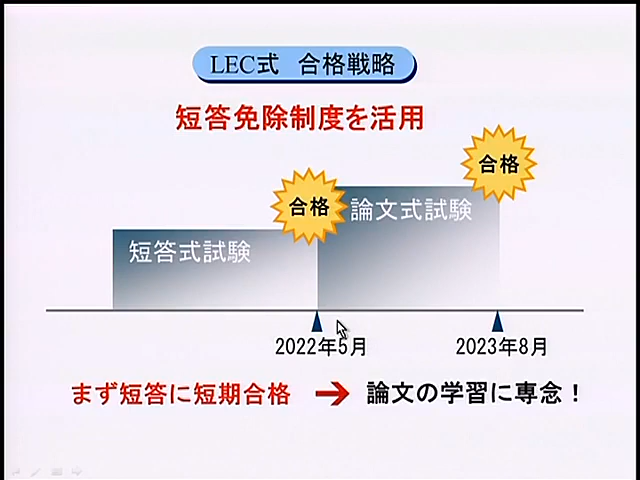 LEC式　合格戦略
短答免除制度を活用
合格
合格
論文式試験
短答式試験
2022年5月
2023年8月
まず短答に短期合格 → 論文の学習に専念！